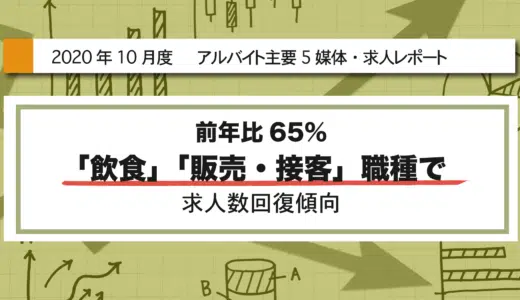 2020年10月度 アルバイト主要5媒体・求人レポート
前年比65%
「飲食」「販売・接客」職種で
求人数回復傾向
A
B